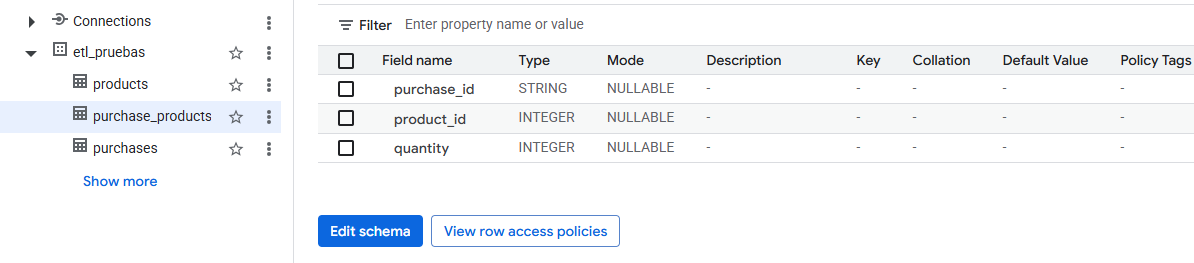 Connections
etl_pruebas
products
purchase_products
purchases
Show more
Filter Enter property name or value
Field name Type Mode Description Key Collation Default Value Policy Tags
purchase_id STRING NULLABLE - - - - -
product_id INTEGER NULLABLE - - - - -
quantity INTEGER NULLABLE - - - - -
Edit schema View row access policies